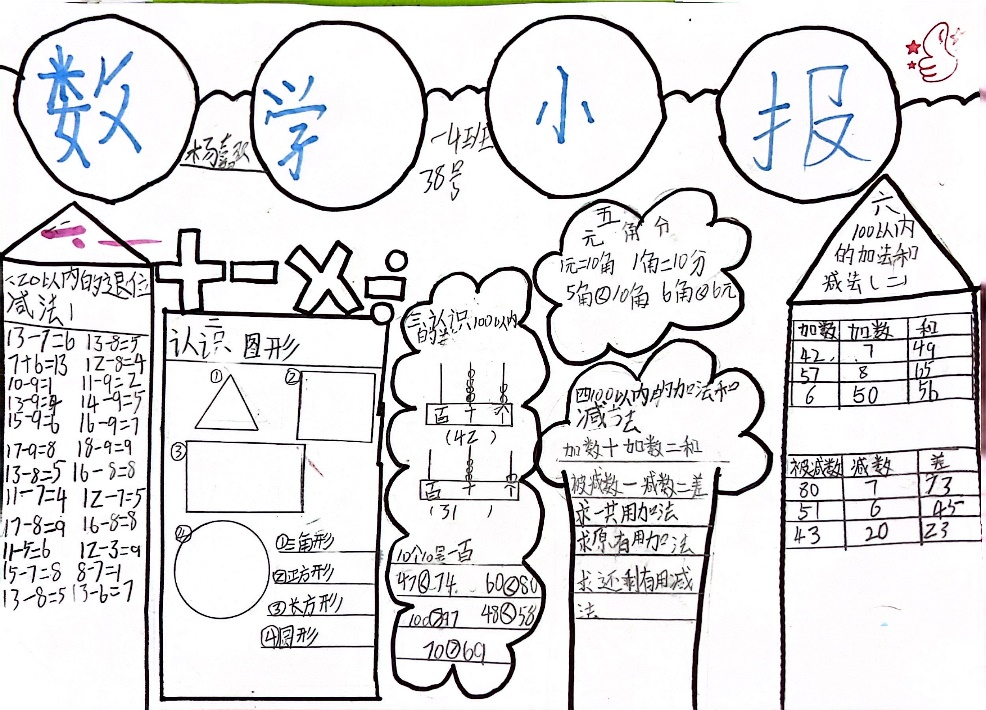 数学小报
杨嘉
一4班
38号
一
20以内的退位
减法1
13-7=6 13-8=5
7+6=13 12-8=4
10-9=1 11-9=2
13-9=4 14-9=5
15-9=6 16-9=7
17-9=8 18-9=9
13-8=5 16-8=8
11-7=4 12-7=5
17-8=9 16-8=8
11-5=6 12-3=9
15-7=8 8-7=1
13-8=5 13-6=7
+-×÷
二
认识图形
① ②
③
④
①三角形
②正方形
③长方形
④圆形
三、认识100以内
的数
百 十 个
(42)
百 十 个
(31)
10个10是一百
47<74 60<80
100>97 48<58
70>69
五
元 角 分
1元=10角 1角=10分
5角<10角 6角<6元
四100以内的加法和
减法
加数+加数=和
被减数-减数=差
求一共用加法
求原有用加法
求还剩有用减
法
六
100以内
的加法和
减法(二)
加数 加数 和
42 7 49
57 8 65
6 50 56
被减数 减数 差
80 7 73
51 6 45
43 20 23